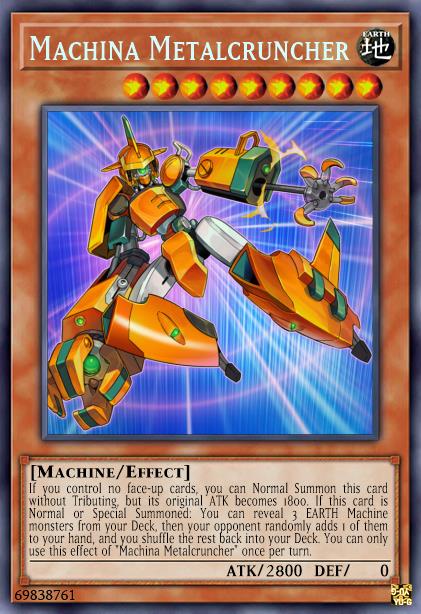 MACHINA METALCRUNCHER
EARTH
地
[MACHINE/EFFECT]
If you control no face-up cards, you can Normal Summon this card
without Tributing, but its original ATK becomes 1800. If this card is
Normal or Special Summoned: You can reveal 3 EARTH Machine
monsters from your Deck, then your opponent randomly adds 1 of them
to your hand, and you shuffle the rest back into your Deck. You can only
use this effect of "Machina Metalcruncher" once per turn.
ATK/2800 DEF/ 0
69838761